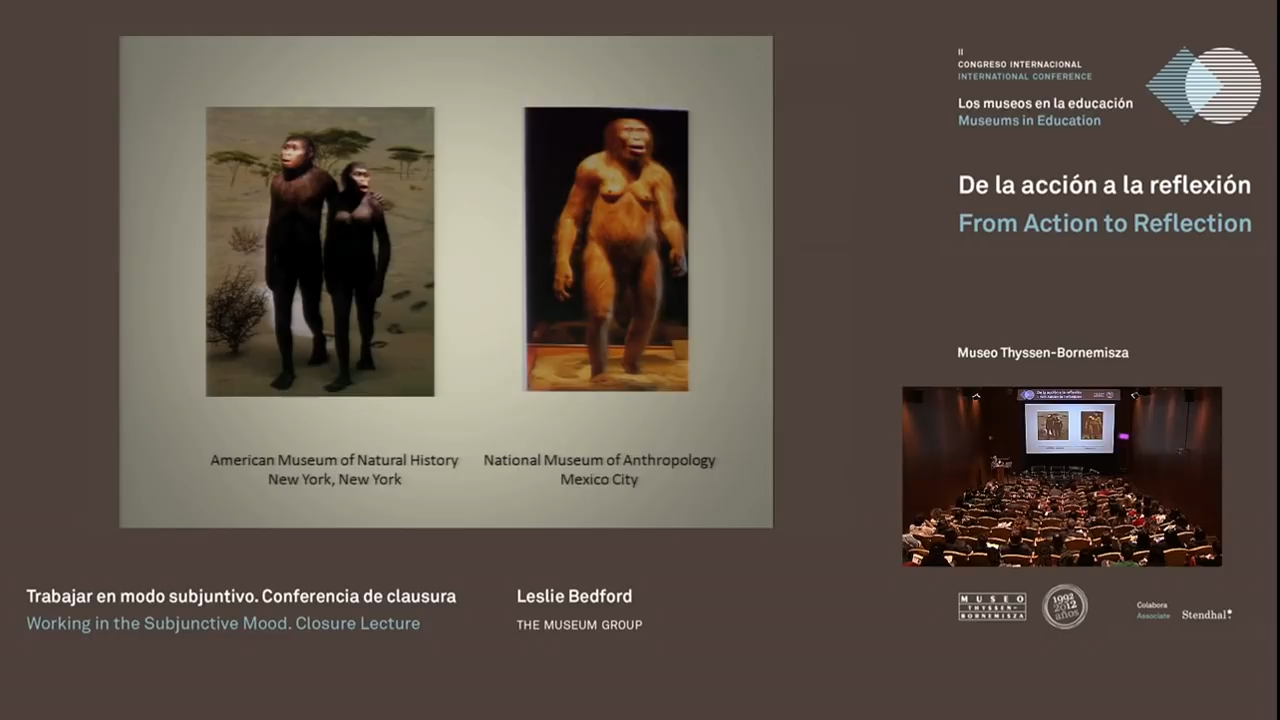 American Museum of Natural History
New York, New York
National Museum of Anthropology
Mexico City
II
CONGRESO INTERNACIONAL
INTERNATIONAL CONFERENCE
Los museos en la educación
Museums in Education
De la acción a la reflexión
From Action to Reflection
Museo Thyssen-Bornemisza
Trabajar en modo subjuntivo. Conferencia de clausura
Working in the Subjunctive Mood. Closure Lecture
Leslie Bedford
THE MUSEUM GROUP
MUSEO
THYSSEN-
BORNEMISZA
1992
2012
años
Colabora
Associate
Stendhal